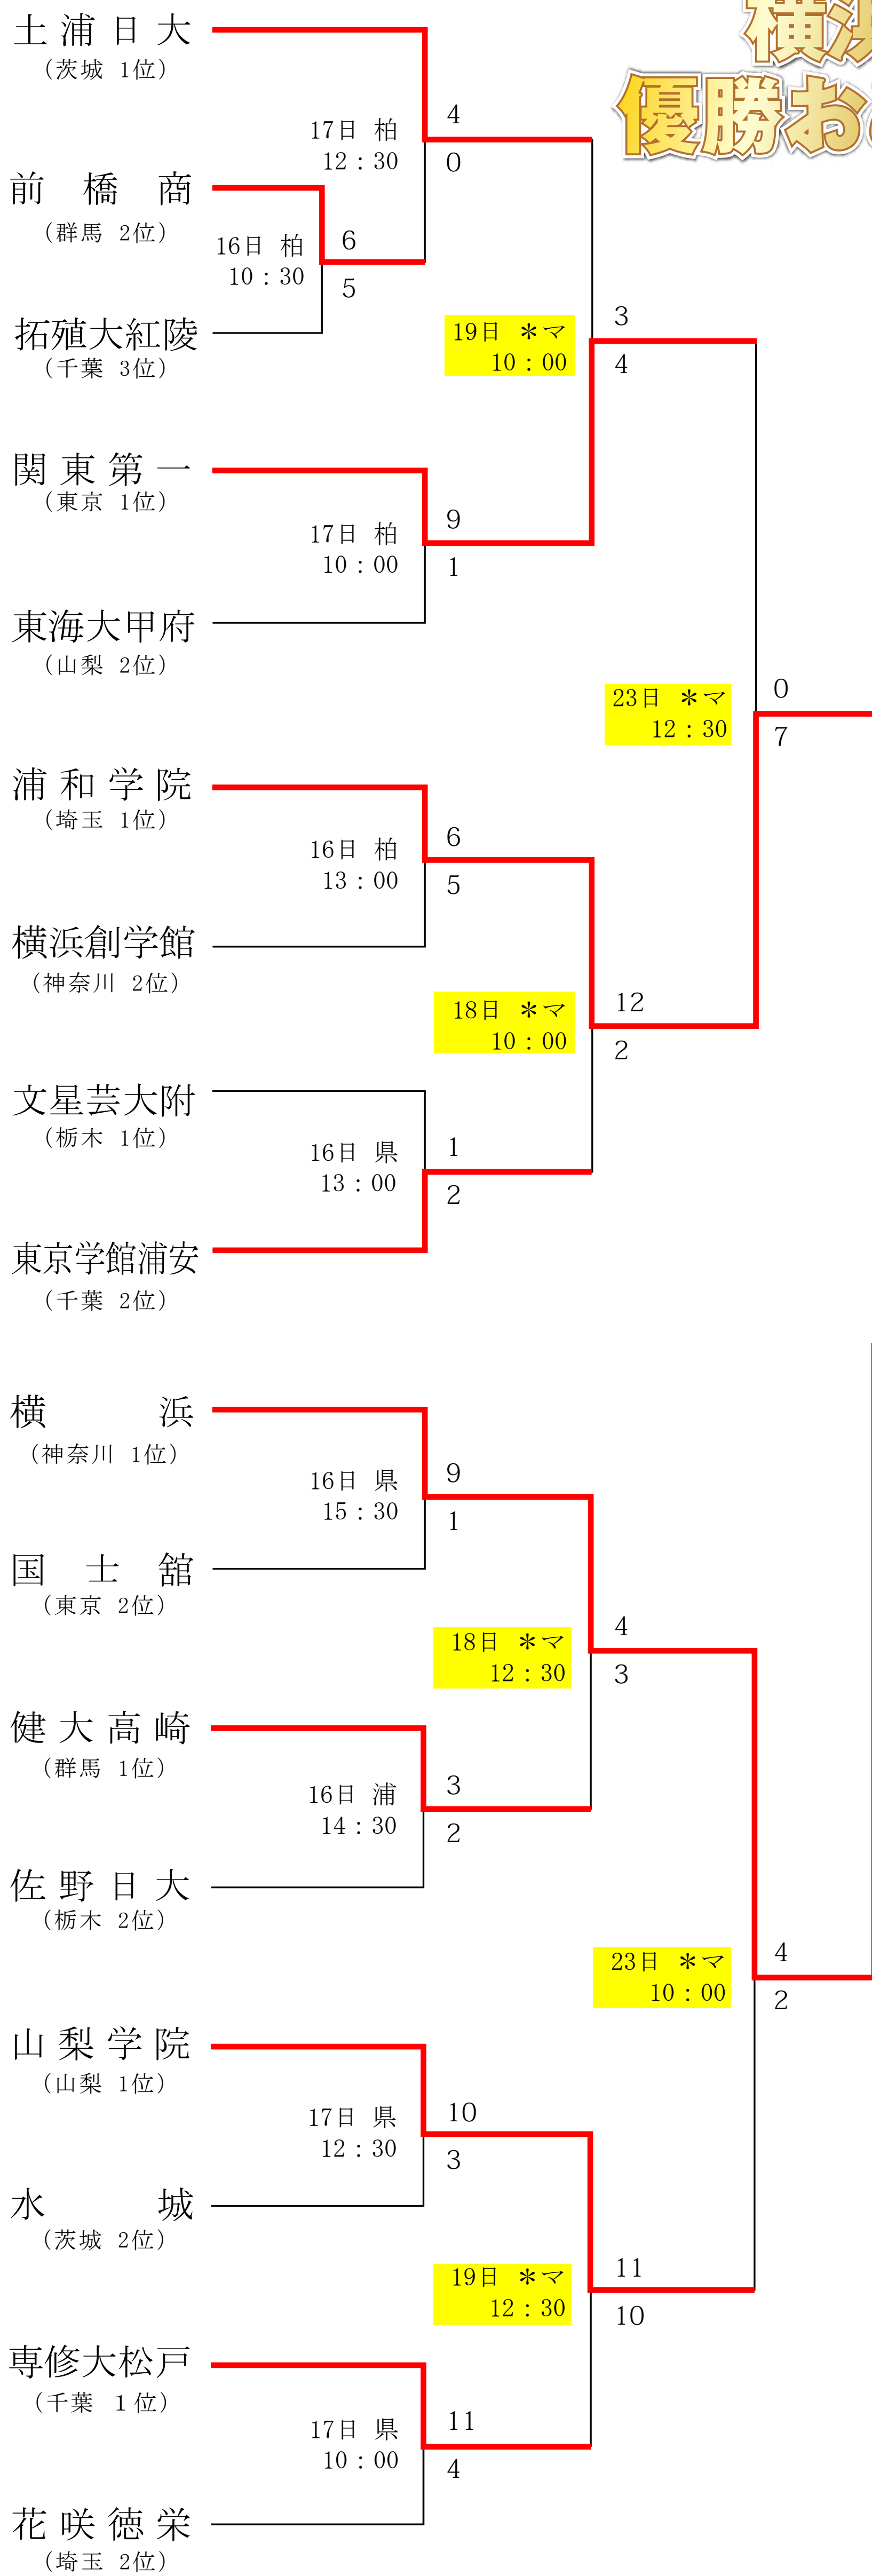 横浜
優勝おめ
土浦日大
（茨城 1位）
17日 柏
12：30
4
0
前橋商
（群馬 2位）
16日 柏
10：30
6
5
拓殖大紅陵
（千葉 3位）
19日 ＊マ
10：00
3
4
関東第一
（東京 1位）
17日 柏
10：00
9
1
東海大甲府
（山梨 2位）
23日 ＊マ
12：30
0
7
浦和学院
（埼玉 1位）
16日 柏
13：00
6
5
横浜創学館
（神奈川 2位）
18日 ＊マ
10：00
12
2
文星芸大附
（栃木 1位）
16日 県
13：00
1
2
東京学館浦安
（千葉 2位）
横浜
（神奈川 1位）
16日 県
15：30
9
1
国士舘
（東京 2位）
18日 ＊マ
12：30
4
3
健大高崎
（群馬 1位）
16日 浦
14：30
3
2
佐野日大
（栃木 2位）
23日 ＊マ
10：00
4
2
山梨学院
（山梨 1位）
17日 県
12：30
10
3
水城
（茨城 2位）
19日 ＊マ
12：30
11
10
専修大松戸
（千葉 １位）
17日 県
10：00
11
4
花咲徳栄
（埼玉 2位）